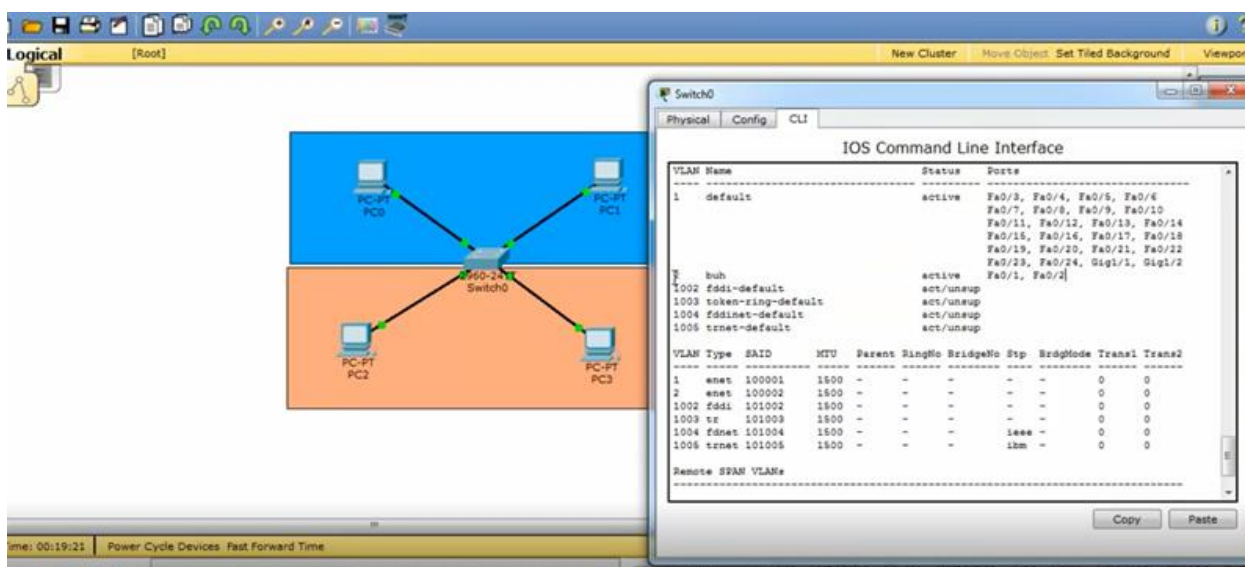 Logical [Root] New Cluster Move Object Set Tiled Background Viewpor
PC-PT
PC0
PC-PT
PC1
2960-24TT
Switch0
PC-PT
PC2
PC-PT
PC3
Time: 00:19:21 Power Cycle Devices Fast Forward Time
Switch0
Physical Config CLI
IOS Command Line Interface
VLAN Name Status Ports
1 default active Fa0/3, Fa0/4, Fa0/5, Fa0/6
Fa0/7, Fa0/8, Fa0/9, Fa0/10
Fa0/11, Fa0/12, Fa0/13, Fa0/14
Fa0/15, Fa0/16, Fa0/17, Fa0/18
Fa0/19, Fa0/20, Fa0/21, Fa0/22
Fa0/23, Fa0/24, Gig1/1, Gig1/2
2 buh active Fa0/1, Fa0/2
1002 fddi-default act/unsup
1003 token-ring-default act/unsup
1004 fddinet-default act/unsup
1005 trnet-default act/unsup
VLAN Type SAID MTU Parent RingNo BridgeNo Stp BrdgMode Trans1 Trans2
1 enet 100001 1500 - - - - - 0 0
2 enet 100002 1500 - - - - - 0 0
1002 fddi 101002 1500 - - - - - 0 0
1003 tr 101003 1500 - - - - - 0 0
1004 fdnet 101004 1500 - - - ieee - 0 0
1005 trnet 101005 1500 - - - ibm - 0 0
Remote SPAN VLANs
Copy Paste